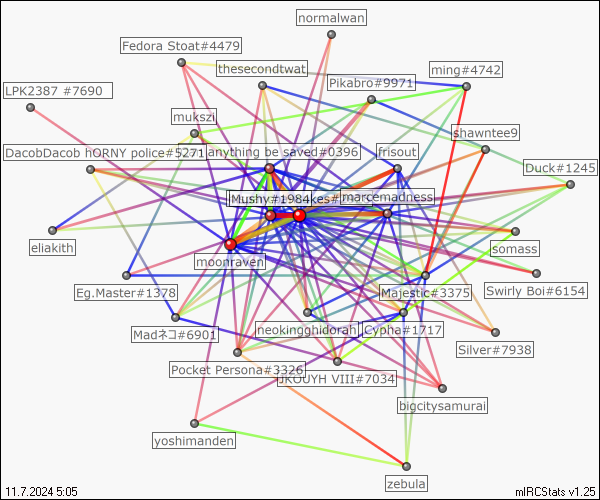 normalwan
Fedora Stoat#4479
thesecondtwat
ming#4742
Pikabro#9971
LPK2387 #7690
mukszi
shawntee9
DacobDacob hORNY police#5271
anything be saved#0396
frisout
Duck#1245
Mushy#1984
kes#
marcemadness
eliakith
moonraven
somass
Eg.Master#1378
Majestic#3375
Swirly Boi#6154
Madネコ#6901
neokingghidorah
Cypha#1717
Silver#7938
Pocket Persona#3326
JKOUYH VIII#7034
bigcitysamurai
yoshimanden
zebula
11.7.2024 5:05
mIRCStats v1.25